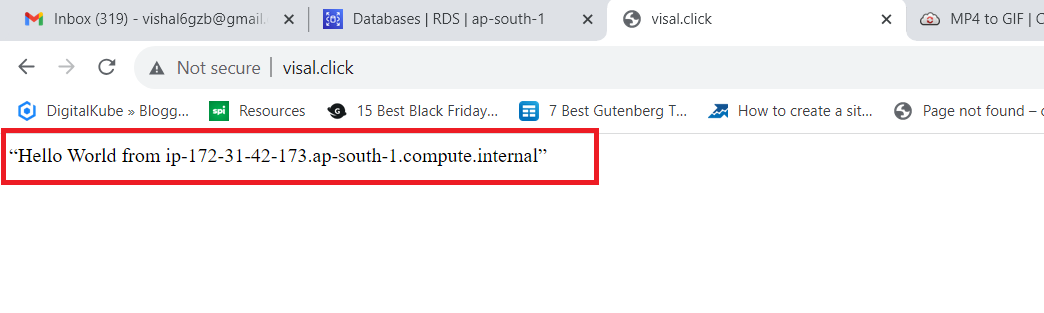 Inbox (319) - vishal6gzb@gmail. Databases | RDS | ap-south-1 visal.click MP4 to GIF | C
Not secure visal.click
DigitalKube » Blogg... spi Resources 15 Best Black Friday... 7 Best Gutenberg T... How to create a sit... Page not found –
“Hello World from ip-172-31-42-173.ap-south-1.compute.internal”